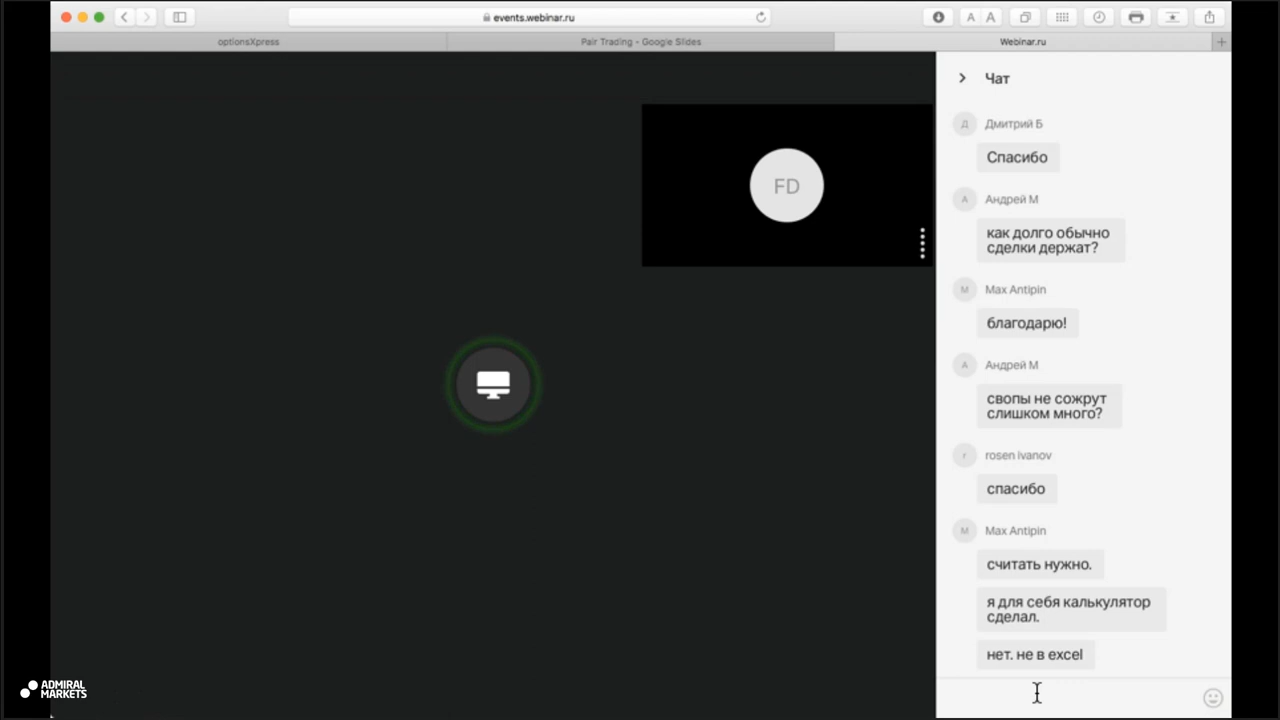 events.webinar.ru
A A
optionsXpress
Pair Trading - Google Slides
Webinar.ru
Чат
Д Дмитрий Б
Спасибо
А Андрей М
как долго обычно
сделки держат?
M Max Antipin
благодарю!
А Андрей М
свопы не сожрут
слишком много?
r rosen ivanov
спасибо
M Max Antipin
считать нужно.
я для себя калькулятор
сделал.
нет. не в excel
FD
ADMIRAL
MARKETS